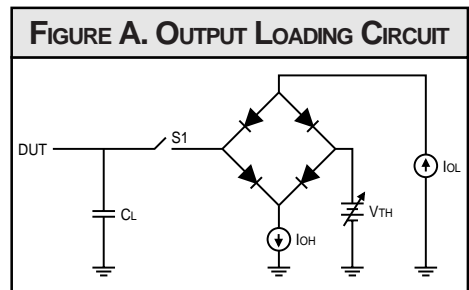 FIGURE A. OUTPUT LOADING CIRCUIT
S1
DUT
IOL
CL
VTH
IOH